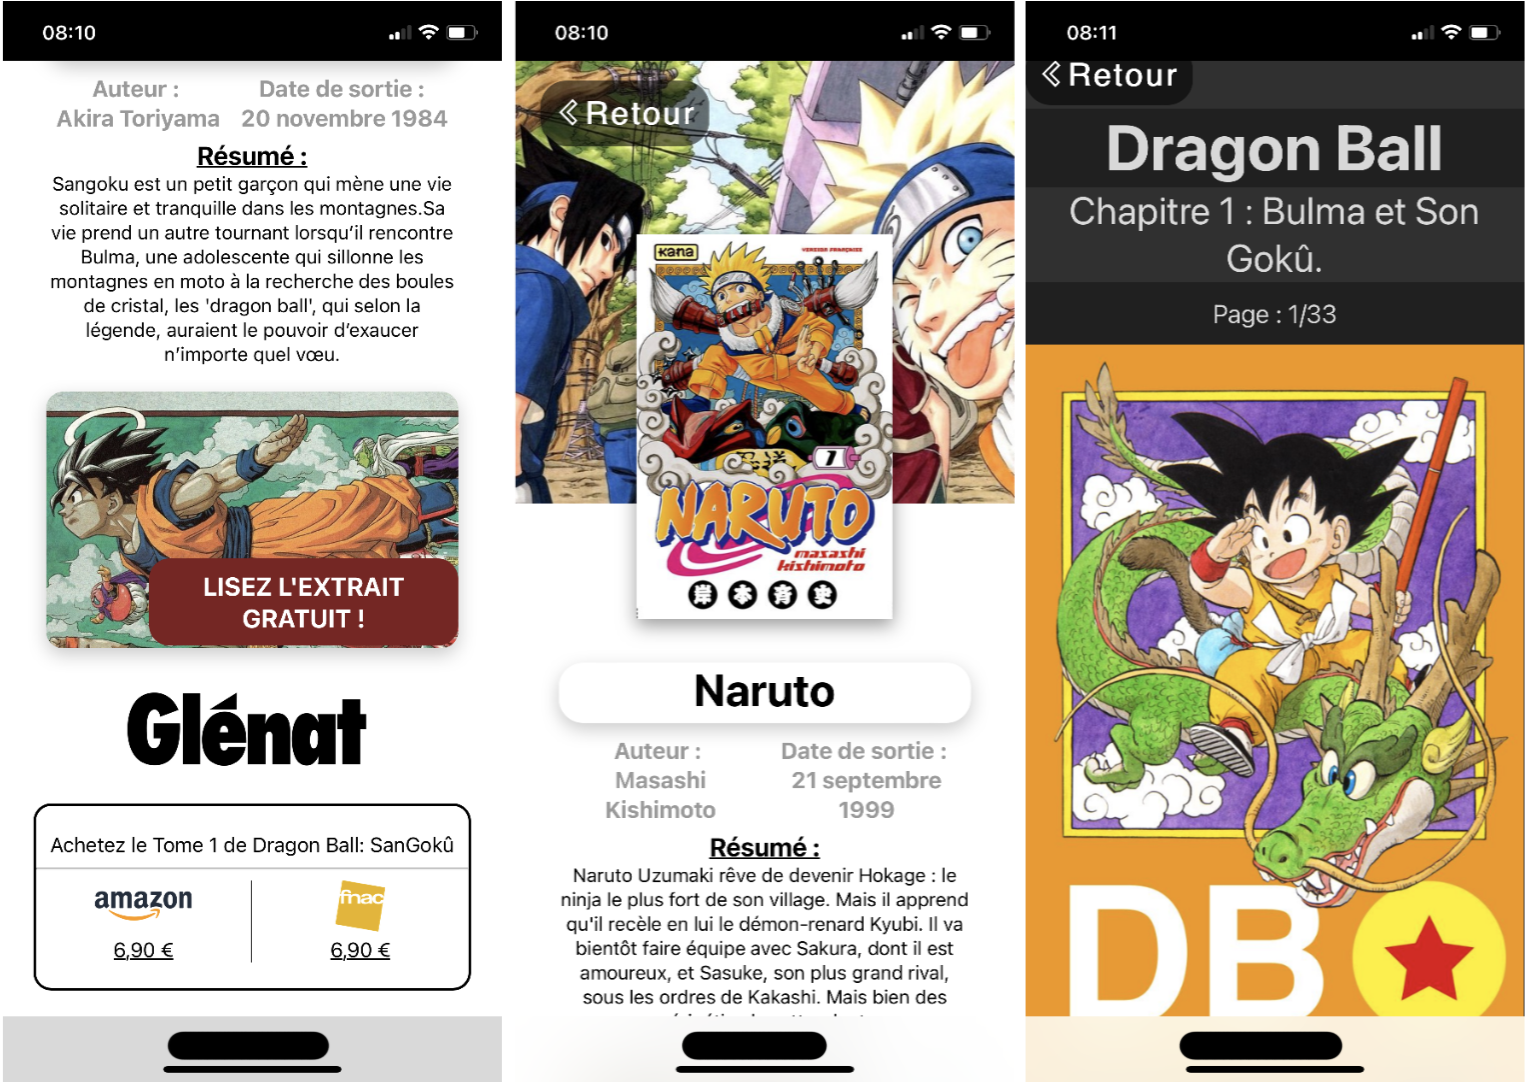 08:10
Auteur :
Akira Toriyama
Date de sortie :
20 novembre 1984
Résumé :
Sangoku est un petit garçon qui mène une vie
solitaire et tranquille dans les montagnes.Sa
vie prend un autre tournant lorsqu’il rencontre
Bulma, une adolescente qui sillonne les
montagnes en moto à la recherche des boules
de cristal, les 'dragon ball', qui selon la
légende, auraient le pouvoir d’exaucer
n’importe quel vœu.
LISEZ L'EXTRAIT
GRATUIT !
Glénat
Achetez le Tome 1 de Dragon Ball: SanGokû
amazon
6,90 €
fnac
6,90 €
08:10
Retour
Kana
VERSION FRANÇAISE
1
NARUTO
masashi
kishimoto
岸本斉史
Naruto
Auteur :
Masashi
Kishimoto
Date de sortie :
21 septembre
1999
Résumé :
Naruto Uzumaki rêve de devenir Hokage : le
ninja le plus fort de son village. Mais il apprend
qu'il recèle en lui le démon-renard Kyubi. Il va
bientôt faire équipe avec Sakura, dont il est
amoureux, et Sasuke, son plus grand rival,
sous les ordres de Kakashi. Mais bien des
08:11
Retour
Dragon Ball
Chapitre 1 : Bulma et Son
Gokû.
Page : 1/33
DB